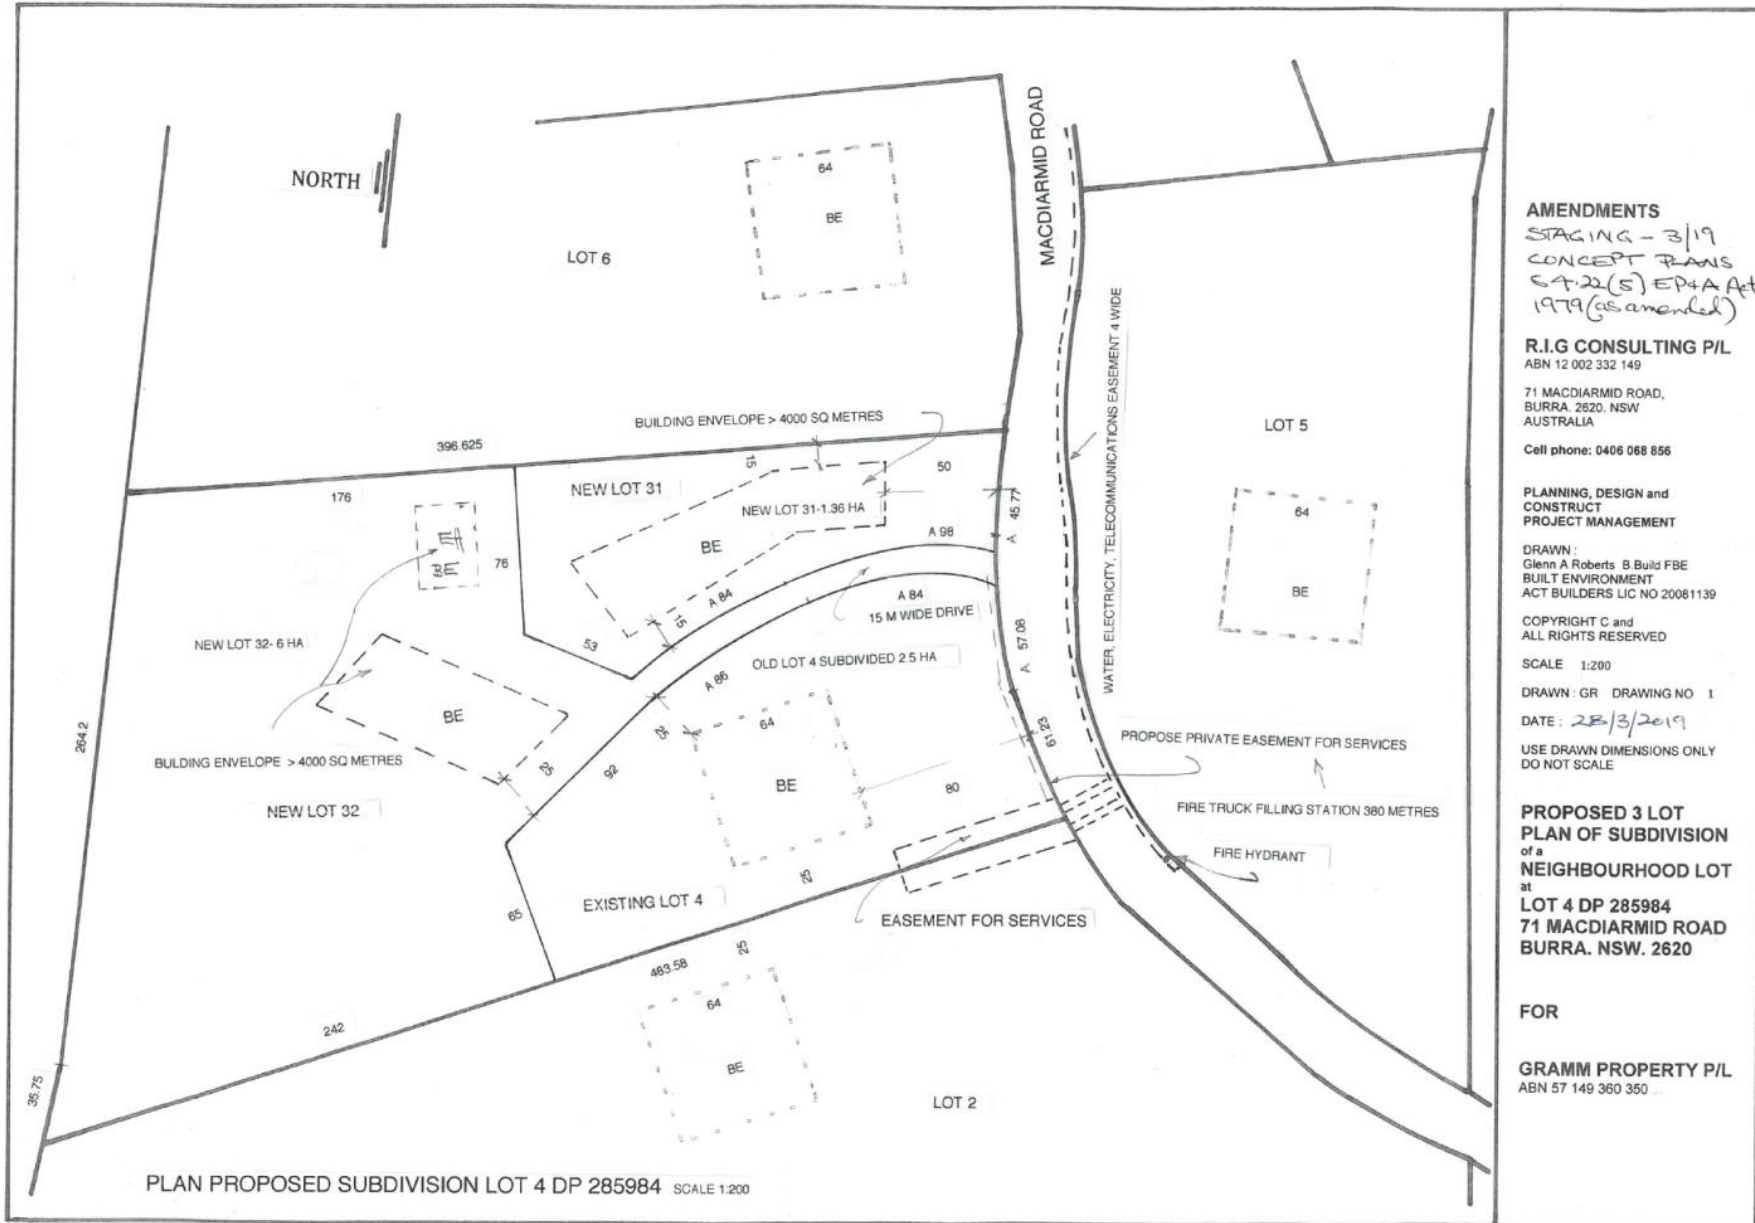 NORTH
64
BE
LOT 6
MACDIARMID ROAD
WATER, ELECTRICITY, TELECOMMUNICATIONS EASEMENT 4 WIDE
LOT 5
64
BE
BUILDING ENVELOPE > 4000 SQ METRES
396.625
176
NEW LOT 31
15
50
NEW LOT 31-1.36 HA
BE
A 98
A 45.77
BE
76
A 84
A 84
15 M WIDE DRIVE
15
53
NEW LOT 32- 6 HA
OLD LOT 4 SUBDIVIDED 2.5 HA
A 57.08
A 86
BE
25
64
BE
61.23
264.2
BULDING ENVELOPE > 4000 SQ METRES
25
92
80
PROPOSE PRIVATE EASEMENT FOR SERVICES
NEW LOT 32
FIRE TRUCK FILLING STATION 380 METRES
FIRE HYDRANT
25
65
EXISTING LOT 4
EASEMENT FOR SERVICES
25
483.58
64
BE
242
35.75
LOT 2
PLAN PROPOSED SUBDIVISION LOT 4 DP 285984 SCALE 1:200
AMENDMENTS
STAGING - 3/19
CONCEPT PLANS
S4.22(5) EP&A Act
1979 (as amended)
R.I.G CONSULTING P/L
ABN 12 002 332 149
71 MACDIARMID ROAD,
BURRA. 2620. NSW
AUSTRALIA
Cell phone: 0406 068 856
PLANNING, DESIGN and
CONSTRUCT
PROJECT MANAGEMENT
DRAWN :
Glenn A Roberts B.Build FBE
BUILT ENVIRONMENT
ACT BUILDERS LIC NO 20081139
COPYRIGHT C and
ALL RIGHTS RESERVED
SCALE 1:200
DRAWN : GR DRAWING NO 1
DATE : 28/3/2019
USE DRAWN DIMENSIONS ONLY
DO NOT SCALE
PROPOSED 3 LOT
PLAN OF SUBDIVISION
of a
NEIGHBOURHOOD LOT
at
LOT 4 DP 285984
71 MACDIARMID ROAD
BURRA. NSW. 2620
FOR
GRAMM PROPERTY P/L
ABN 57 149 360 350